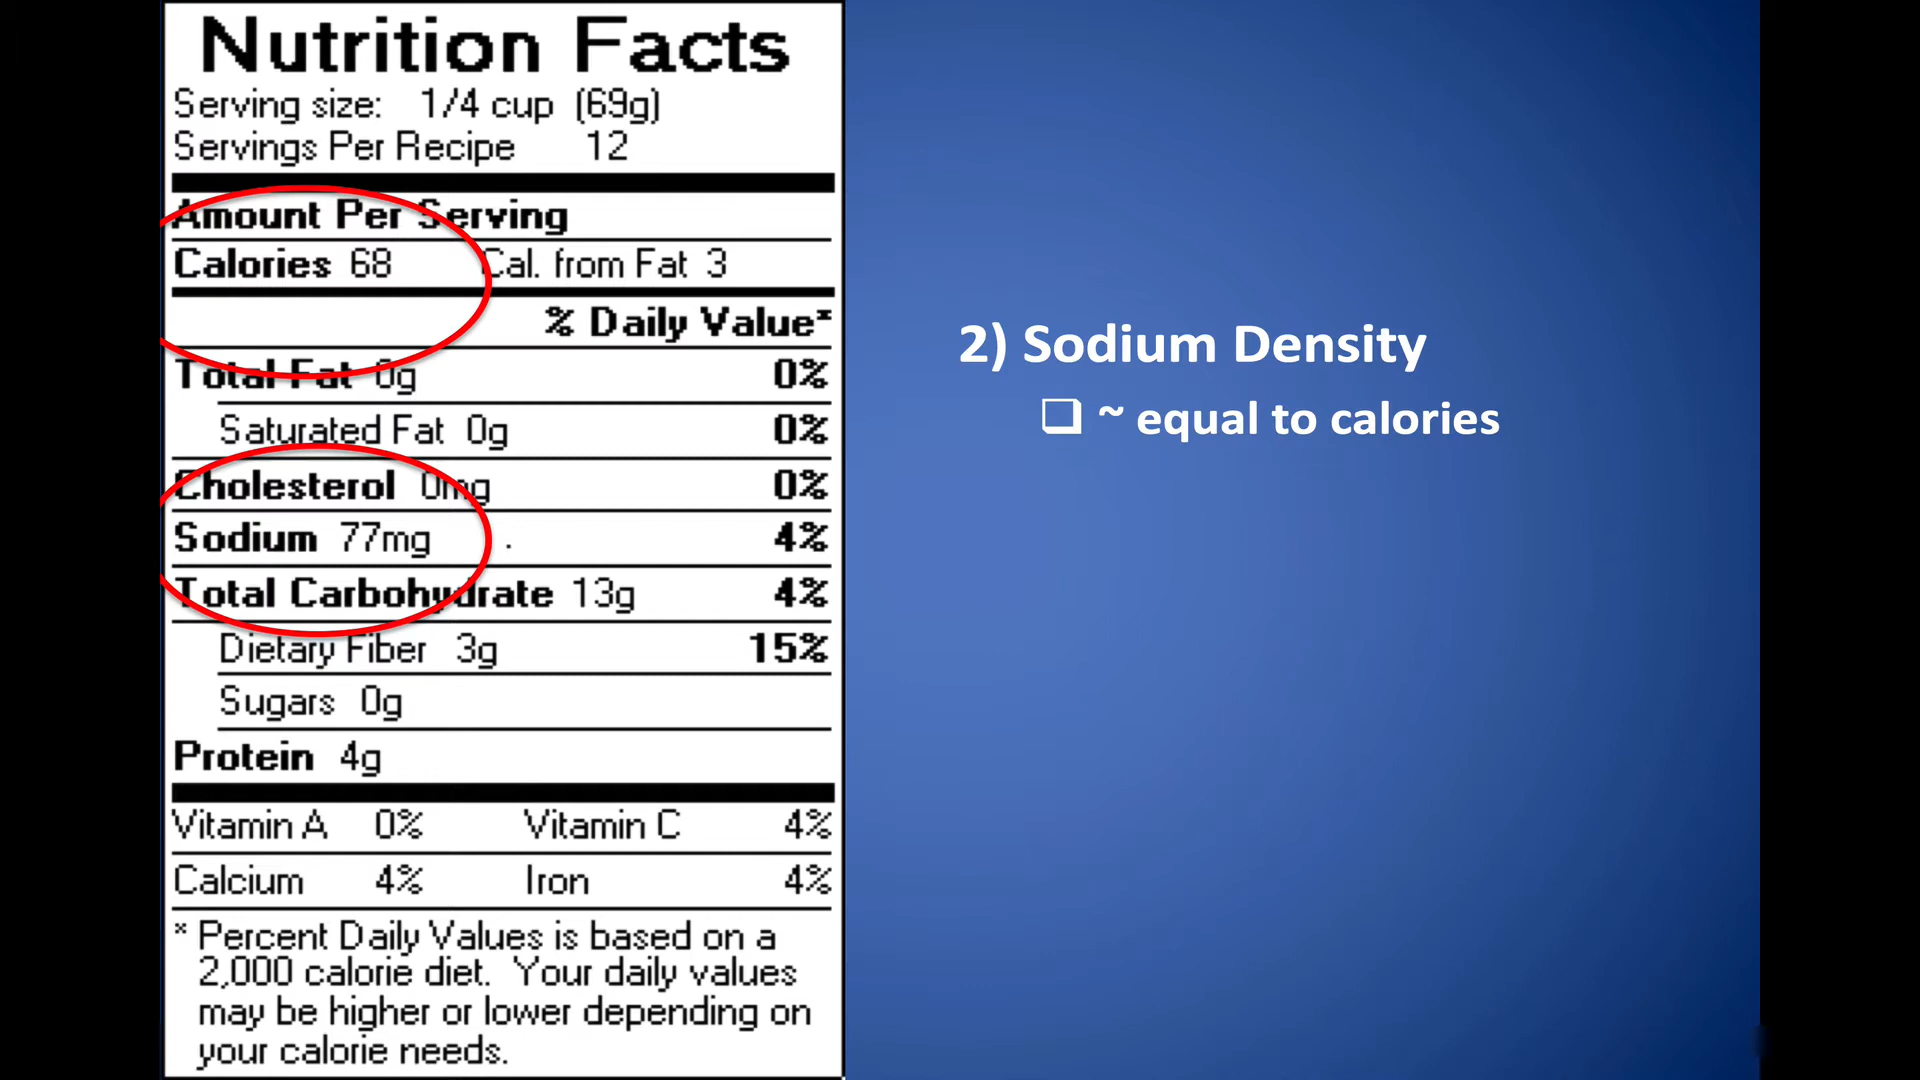 Nutrition Facts
Serving size: 1/4 cup (69g)
Servings Per Recipe 12
Amount Per Serving
Calories 68 Cal. from Fat 3
% Daily Value*
Total Fat 0g 0%
Saturated Fat 0g 0%
Cholesterol 0mg 0%
Sodium 77mg 4%
Total Carbohydrate 13g 4%
Dietary Fiber 3g 15%
Sugars 0g
Protein 4g
Vitamin A 0% Vitamin C 4%
Calcium 4% Iron 4%
* Percent Daily Values is based on a
2,000 calorie diet. Your daily values
may be higher or lower depending on
your calorie needs.
2) Sodium Density
❑ ~ equal to calories